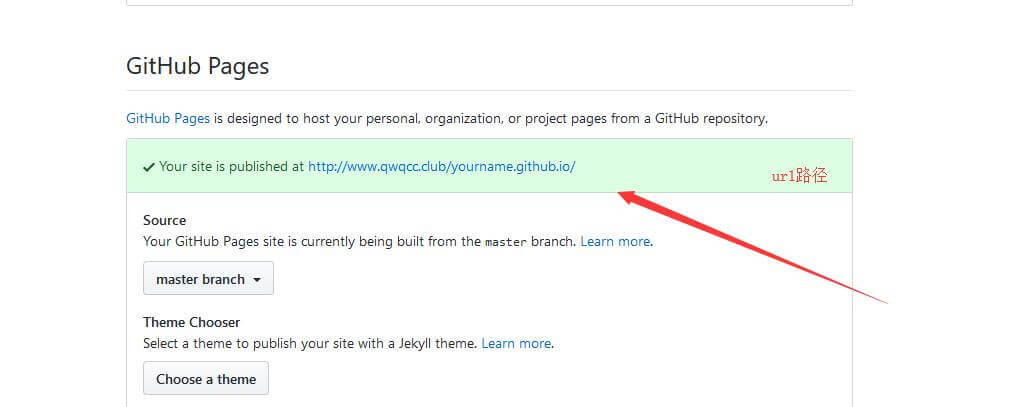 GitHub Pages
GitHub Pages is designed to host your personal, organization, or project pages from a GitHub repository.
✔ Your site is published at http://www.qwqcc.club/yourname.github.io/
url路径
Source
Your GitHub Pages site is currently being built from the master branch. Learn more.
master branch
Theme Chooser
Select a theme to publish your site with a Jekyll theme. Learn more.
Choose a theme